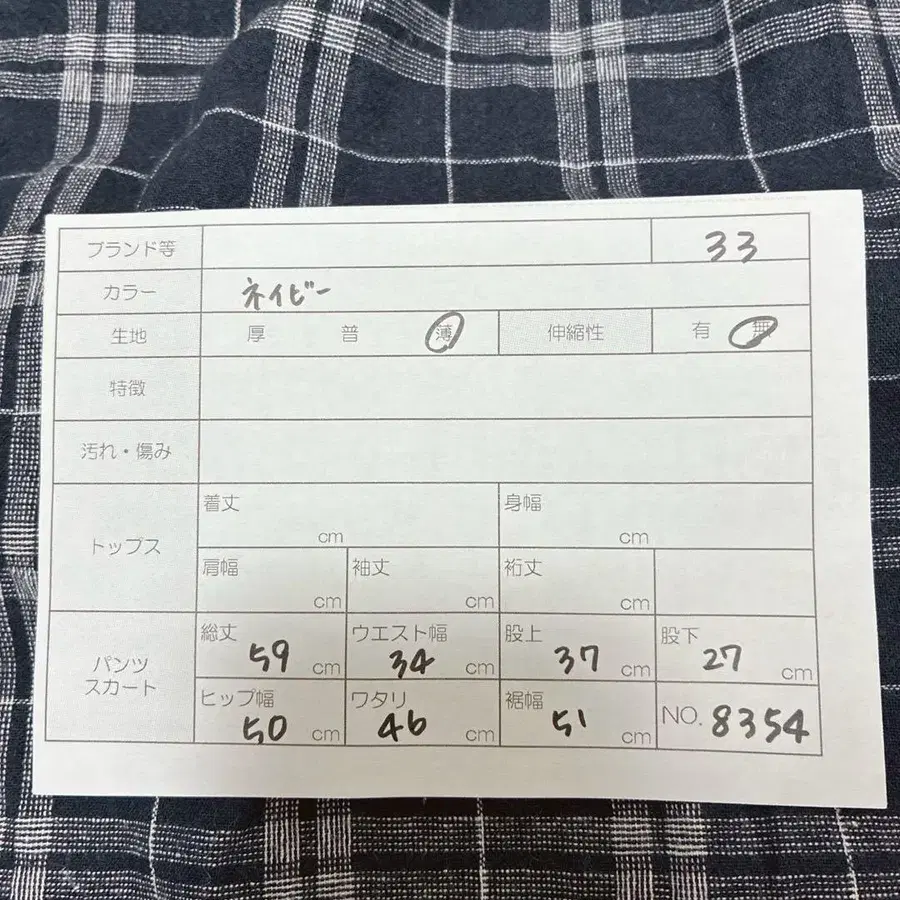 ブランド等 33
カラー ネイビー
生地 厚 普 薄 伸縮性 有 無
特徴
汚れ・傷み
トップス
着丈 cm 身幅 cm
肩幅 cm 袖丈 cm 裄丈 cm
パンツ
スカート
総丈 59 cm ウエスト幅 34 cm 股上 37 cm 股下 27 cm
ヒップ幅 50 cm ワタリ 46 cm 裾幅 51 cm NO. 8354